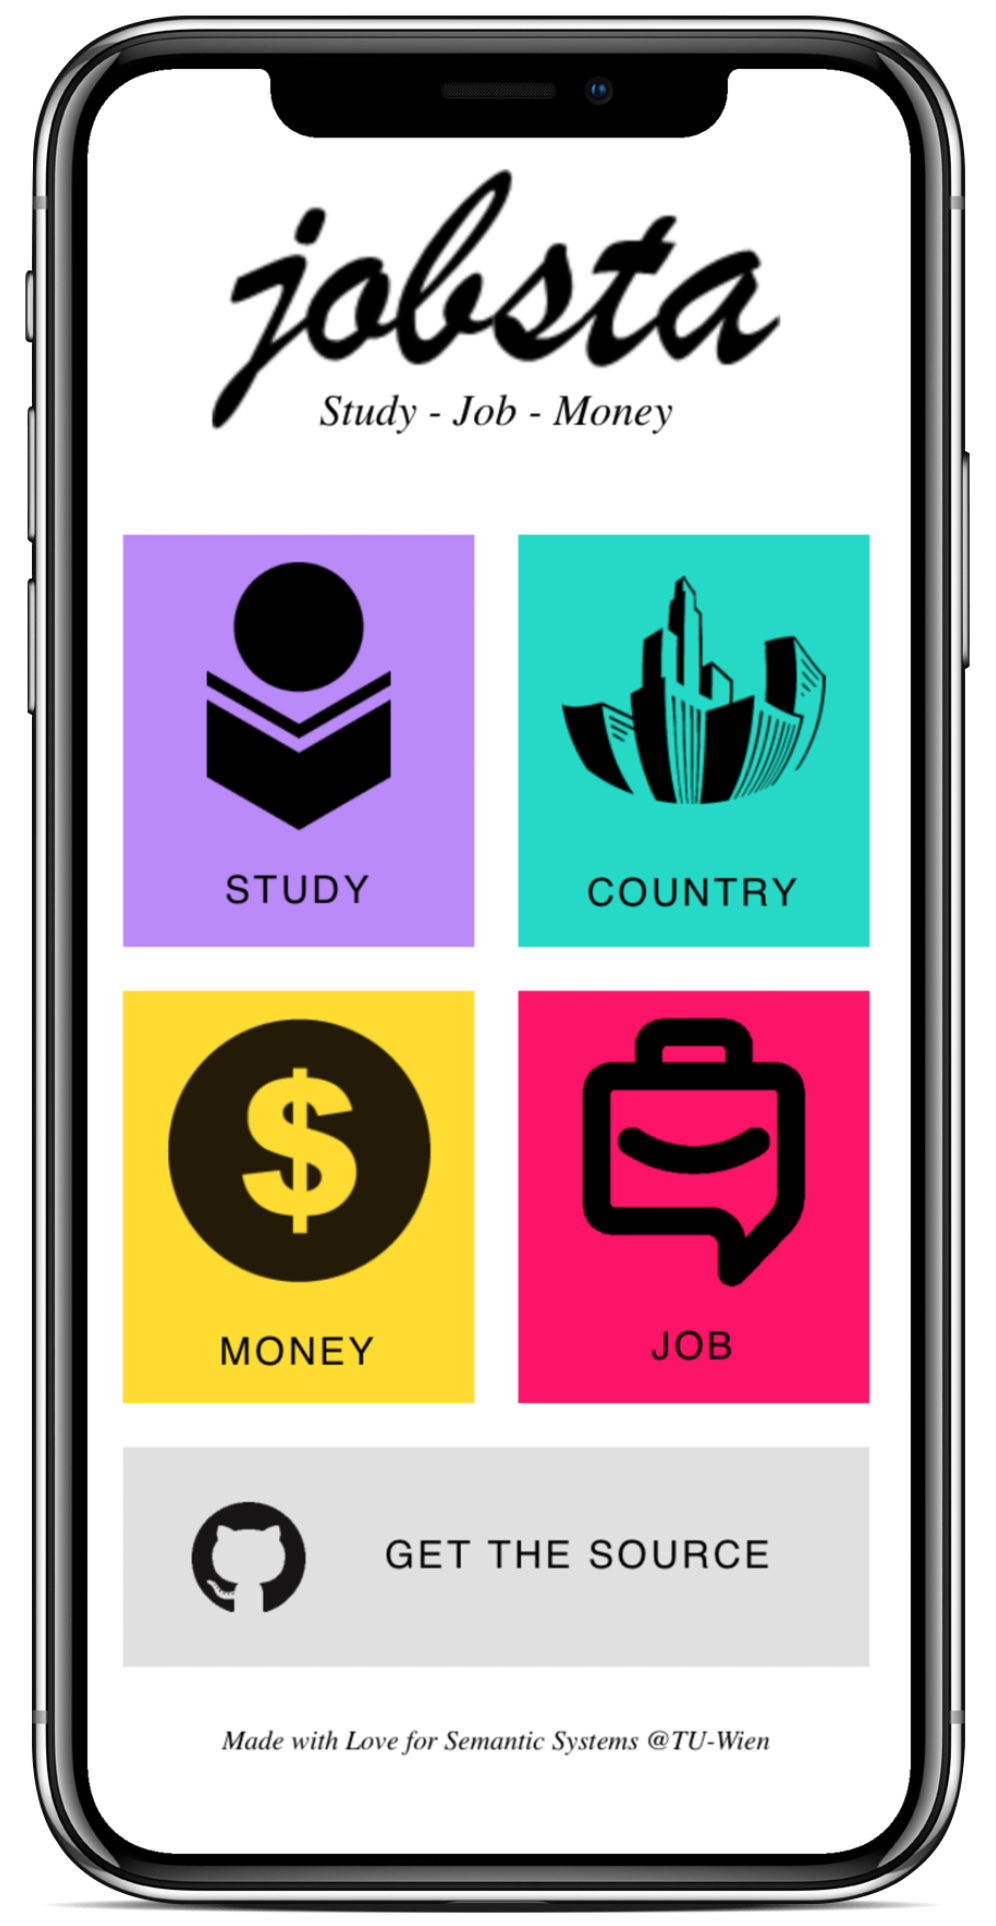 jobsta
Study - Job - Money
STUDY
COUNTRY
MONEY
JOB
GET THE SOURCE
Made with Love for Semantic Systems @TU-Wien